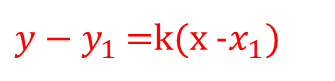 y − y₁ =k(x -x₁)